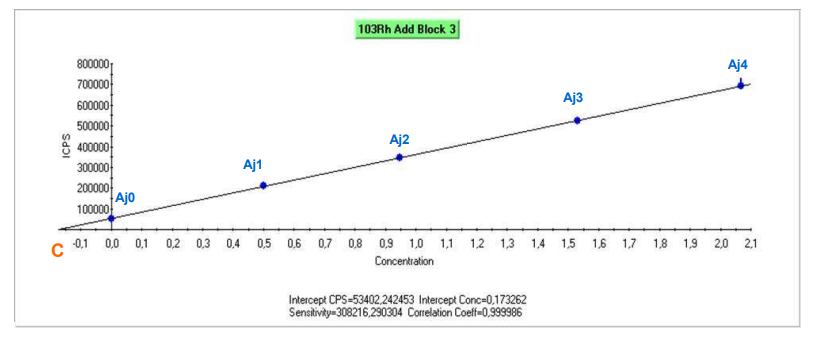 103Rh Add Block 3
800000
700000
600000
500000
400000
300000
200000
100000
ICPS
Aj0
Aj1
Aj2
Aj3
Aj4
C
-0,1 0,0 0,1 0,2 0,3 0,4 0,5 0,6 0,7 0,8 0,9 1,0 1,1 1,2 1,3 1,4 1,5 1,6 1,7 1,8 1,9 2,0 2,1
Concentration
Intercept CPS=53402,242453 Intercept Conc=0,173262
Sensitivity=308216,290304 Correlation Coeff=0,999986